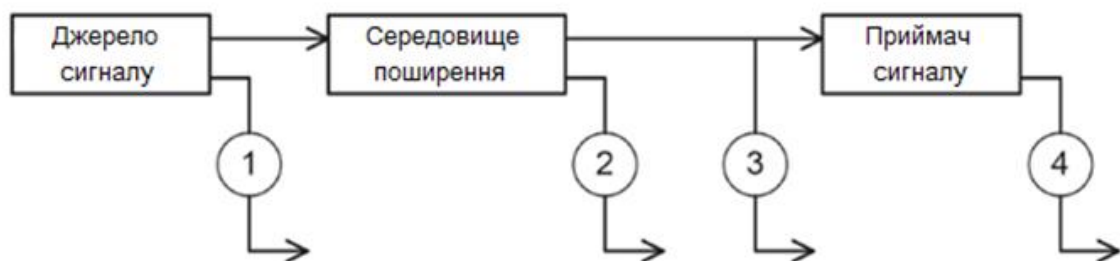 Джерело
сигналу
Середовище
поширення
Приймач
сигналу
1
2
3
4